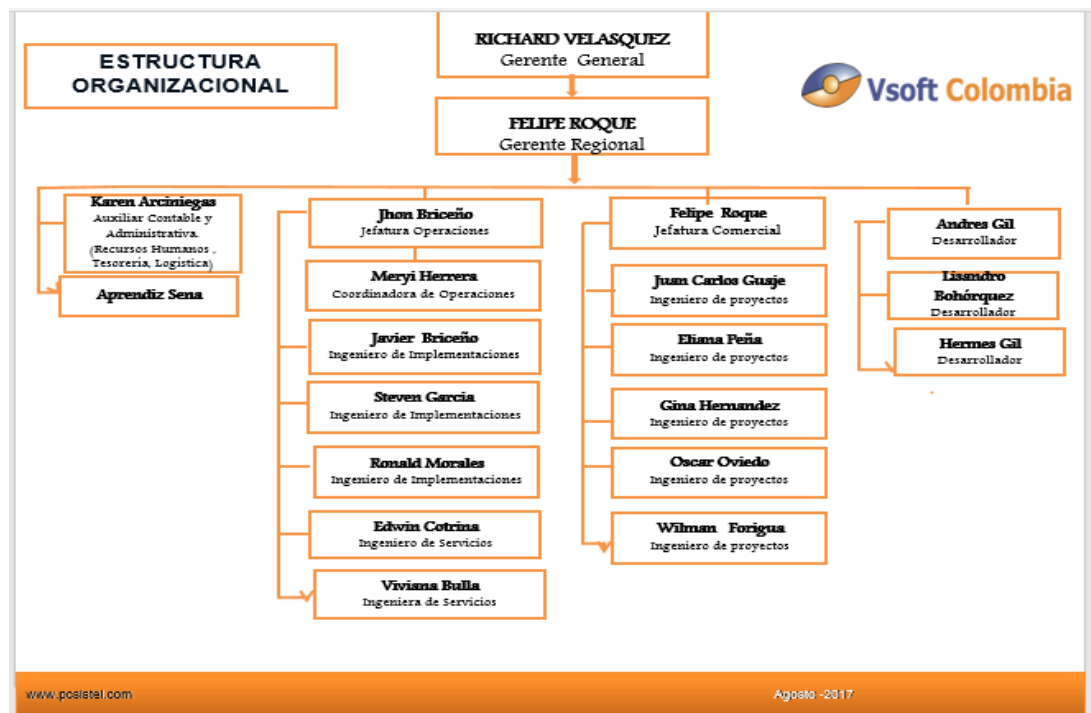 ESTRUCTURA
ORGANIZACIONAL
RICHARD VELASQUEZ
Gerente General
Vsoft Colombia
FELIPE ROQUE
Gerente Regional
Karen Arciniegas
Auxiliar Contable y
Administrativa.
(Recursos Humanos ,
Tesoreria, Logistica)
Aprendiz Sena
Jhon Briceño
Jefatura Operaciones
Meryi Herrera
Coordinadora de Operaciones
Javier Briceño
Ingeniero de Implementaciones
Steven Garcia
Ingeniero de Implementaciones
Ronald Morales
Ingeniero de Implementaciones
Edwin Cotrina
Ingeniero de Servicios
Viviana Bulla
Ingeniera de Servicios
Felipe Roque
Jefatura Comercial
Juan Carlos Guaje
Ingeniero de proyectos
Eliana Peña
Ingeniero de proyectos
Gina Hernandez
Ingeniero de proyectos
Oscar Oviedo
Ingeniero de proyectos
Wilman Forigua
Ingeniero de proyectos
Andres Gil
Desarrollador
Lisandro
Bohórquez
Desarrollador
Hermes Gil
Desarrollador
www.pcsistel.com
Agosto -2017